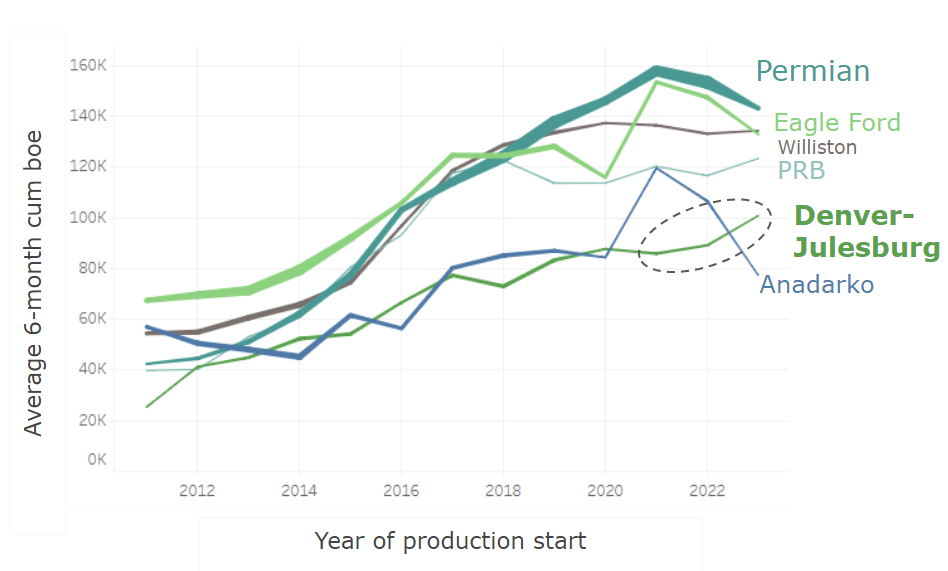 160K
140K
120K
100K
80K
60K
40K
20K
0K
Average 6-month cum boe
2012
2014
2016
2018
2020
2022
Year of production start
Permian
Eagle Ford
Williston
PRB
Denver-
Julesburg
Anadarko